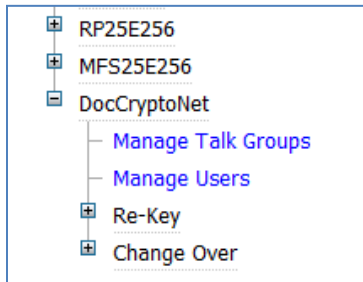 RP25E256
MFS25E256
DocCryptoNet
Manage Talk Groups
Manage Users
Re-Key
Change Over